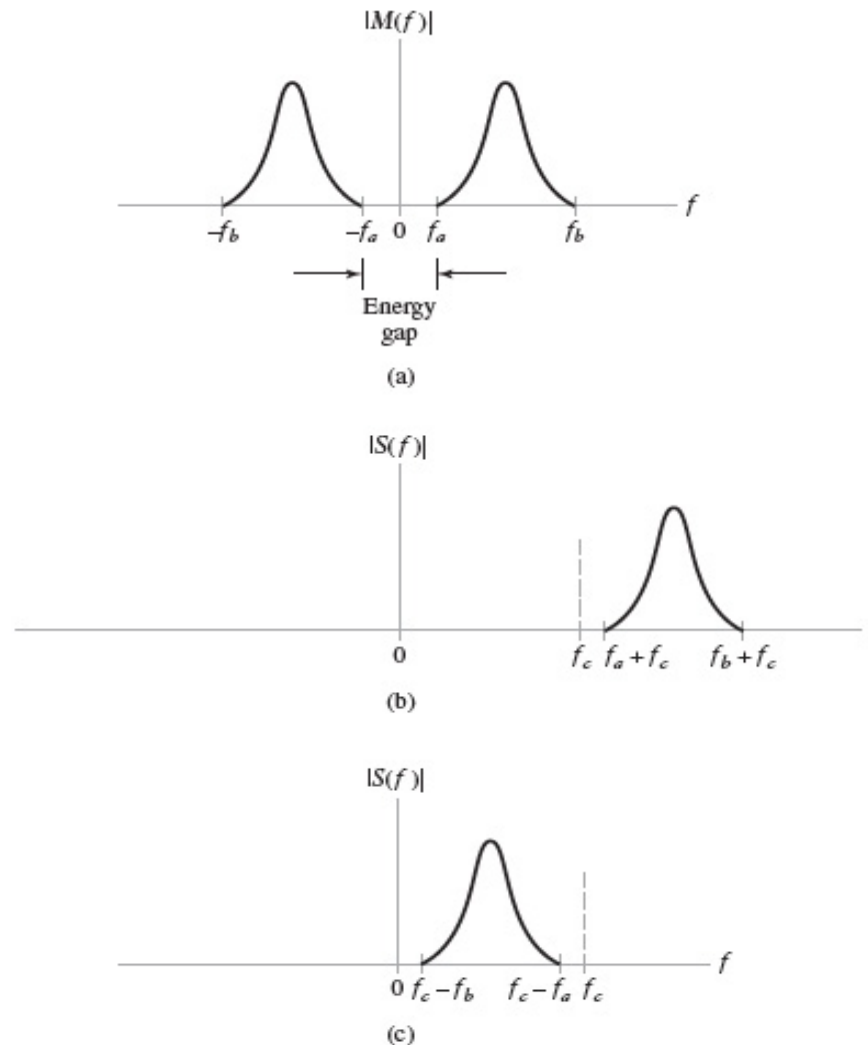 |M(f)|
–f_b –f_a 0 f_a f_b f
Energy
gap
(a)
|S(f)|
0 f_c f_a + f_c f_b + f_c
(b)
|S(f)|
f
0 f_c – f_b f_c – f_a f_c
(c)